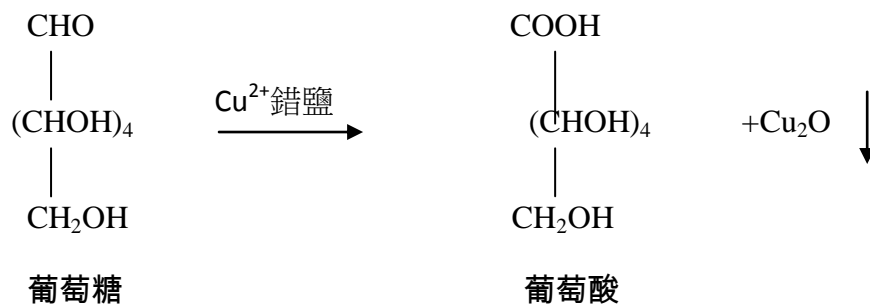 CHO COOH
Cu²⁺錯鹽
(CHOH)₄ (CHOH)₄ +Cu₂O
CH₂OH CH₂OH
葡萄糖 葡萄酸